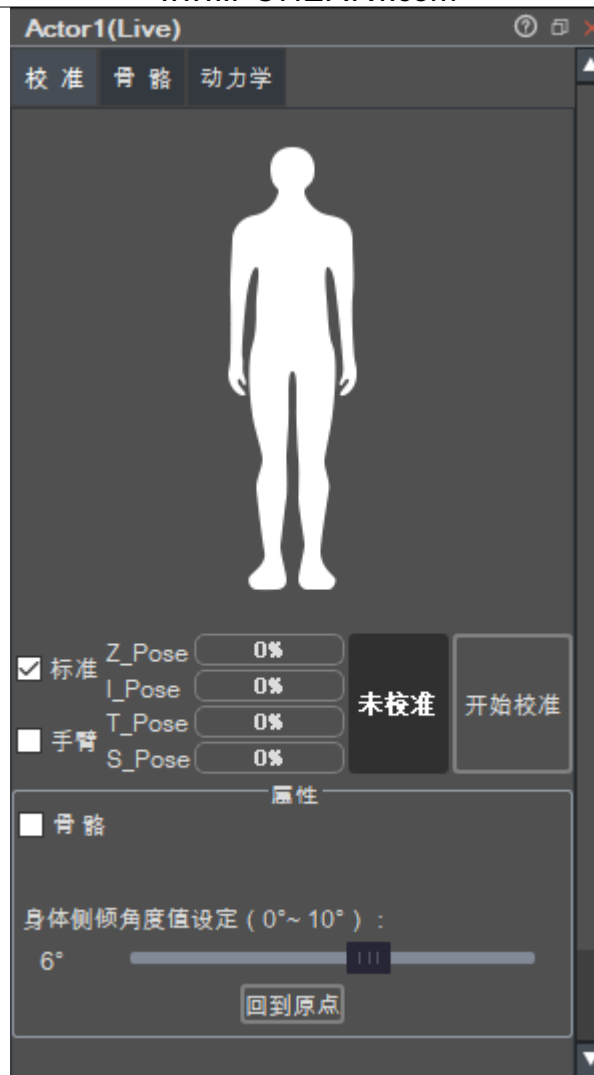 Actor1(Live)
校准 骨骼 动力学
标准 Z_Pose 0%
I_Pose 0%
手臂 T_Pose 0%
S_Pose 0%
未校准 开始校准
属性
骨骼
身体侧倾角度值设定(0°~10°):
6°
回到原点